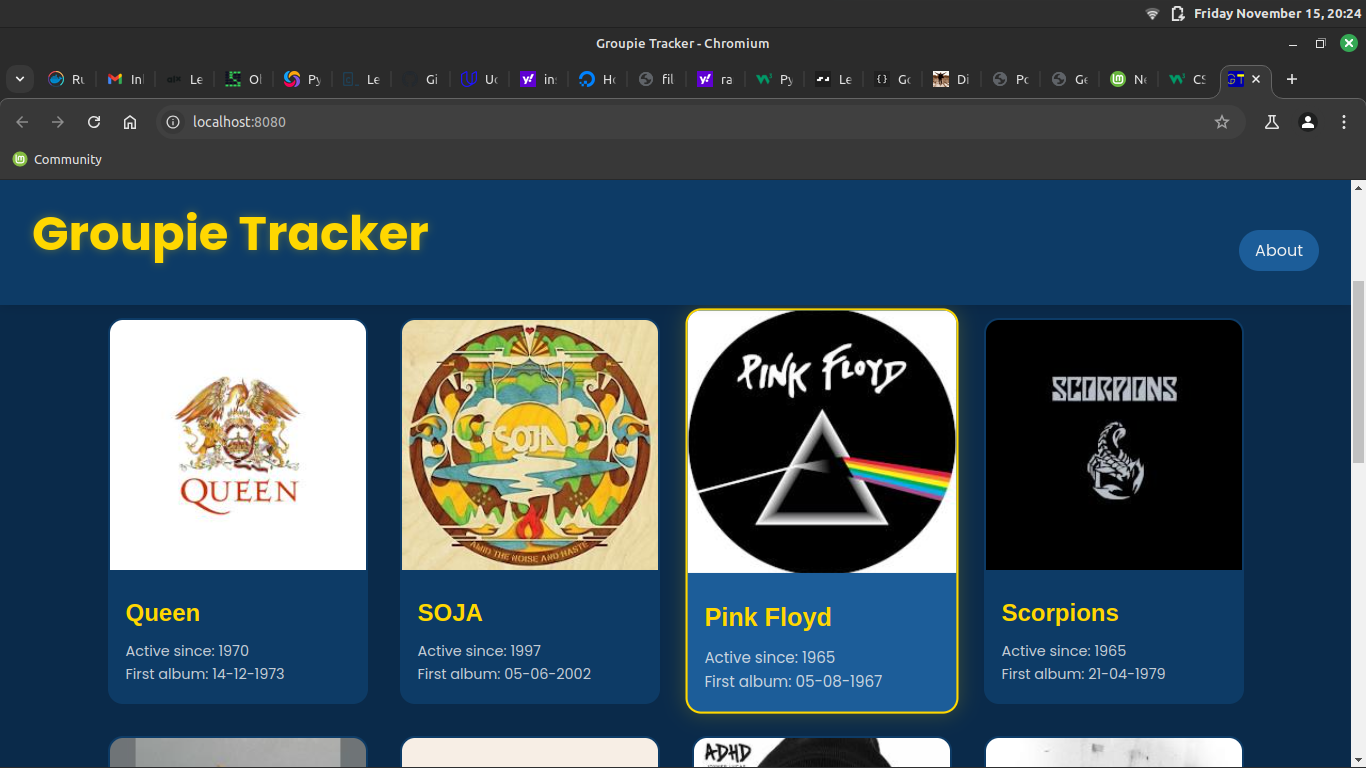 Friday November 15, 20:24
Groupie Tracker - Chromium
Ru
In
Le
Ol
Py
Le
Gi
Uc
in
Ho
fil
ra
Py
Le
Go
Di
Po
Ge
Ne
CS
GT
localhost:8080
Community
Groupie Tracker
About
QUEEN
SOJA
AMID THE NOISE AND HASTE
PINK FLOYD
SCORPIONS
Queen
SOJA
Pink Floyd
Scorpions
Active since: 1970
Active since: 1997
Active since: 1965
Active since: 1965
First album: 14-12-1973
First album: 05-06-2002
First album: 05-08-1967
First album: 21-04-1979
ADHD